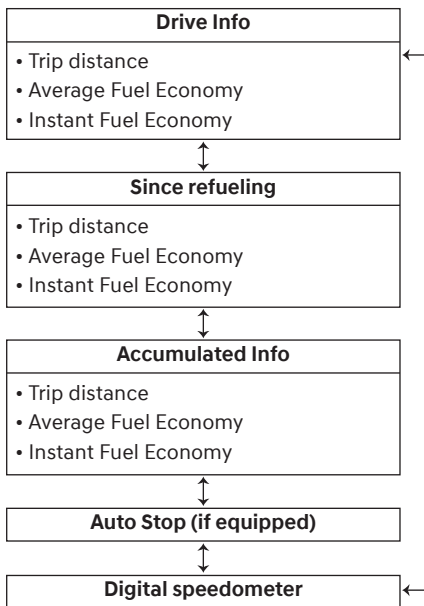 Drive Info
• Trip distance
• Average Fuel Economy
• Instant Fuel Economy
Since refueling
• Trip distance
• Average Fuel Economy
• Instant Fuel Economy
Accumulated Info
• Trip distance
• Average Fuel Economy
• Instant Fuel Economy
Auto Stop (if equipped)
Digital speedometer